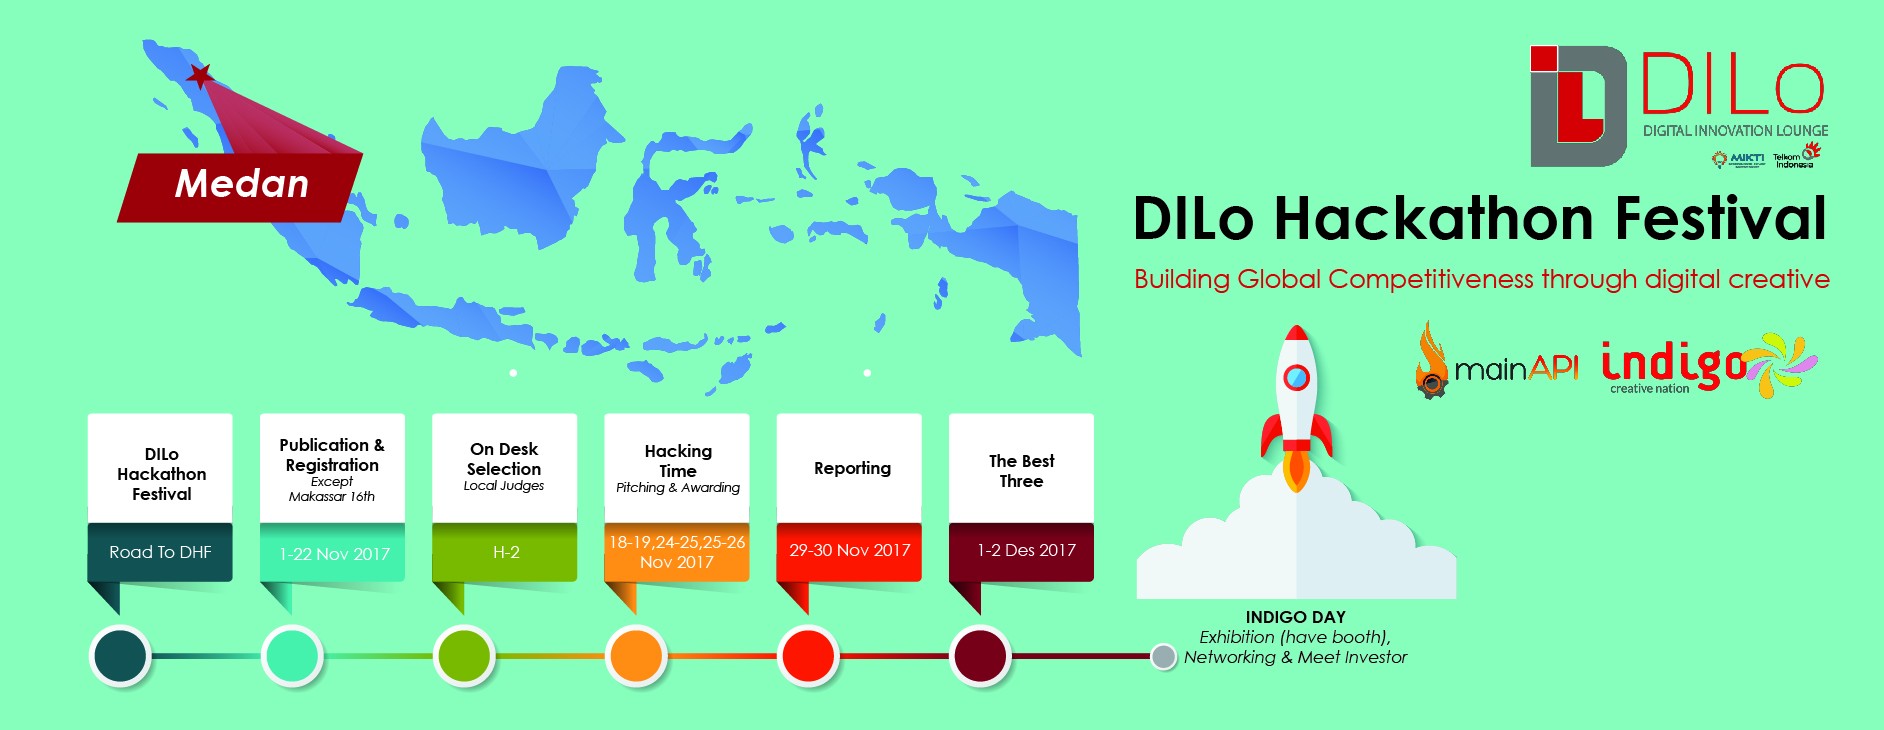 Medan
DILo
DIGITAL INNOVATION LOUNGE
MIKTI
Telkom
Indonesia
DILo Hackathon Festival
Building Global Competitiveness through digital creative
mainAPI
indigo
creative nation
DILo
Hackathon
Festival
Road To DHF
Publication &
Registration
Except
Makassar 16th
1-22 Nov 2017
On Desk
Selection
Local Judges
H-2
Hacking
Time
Pitching & Awarding
18-19,24-25,25-26
Nov 2017
Reporting
29-30 Nov 2017
The Best
Three
1-2 Des 2017
INDIGO DAY
Exhibition (have booth),
Networking & Meet Investor